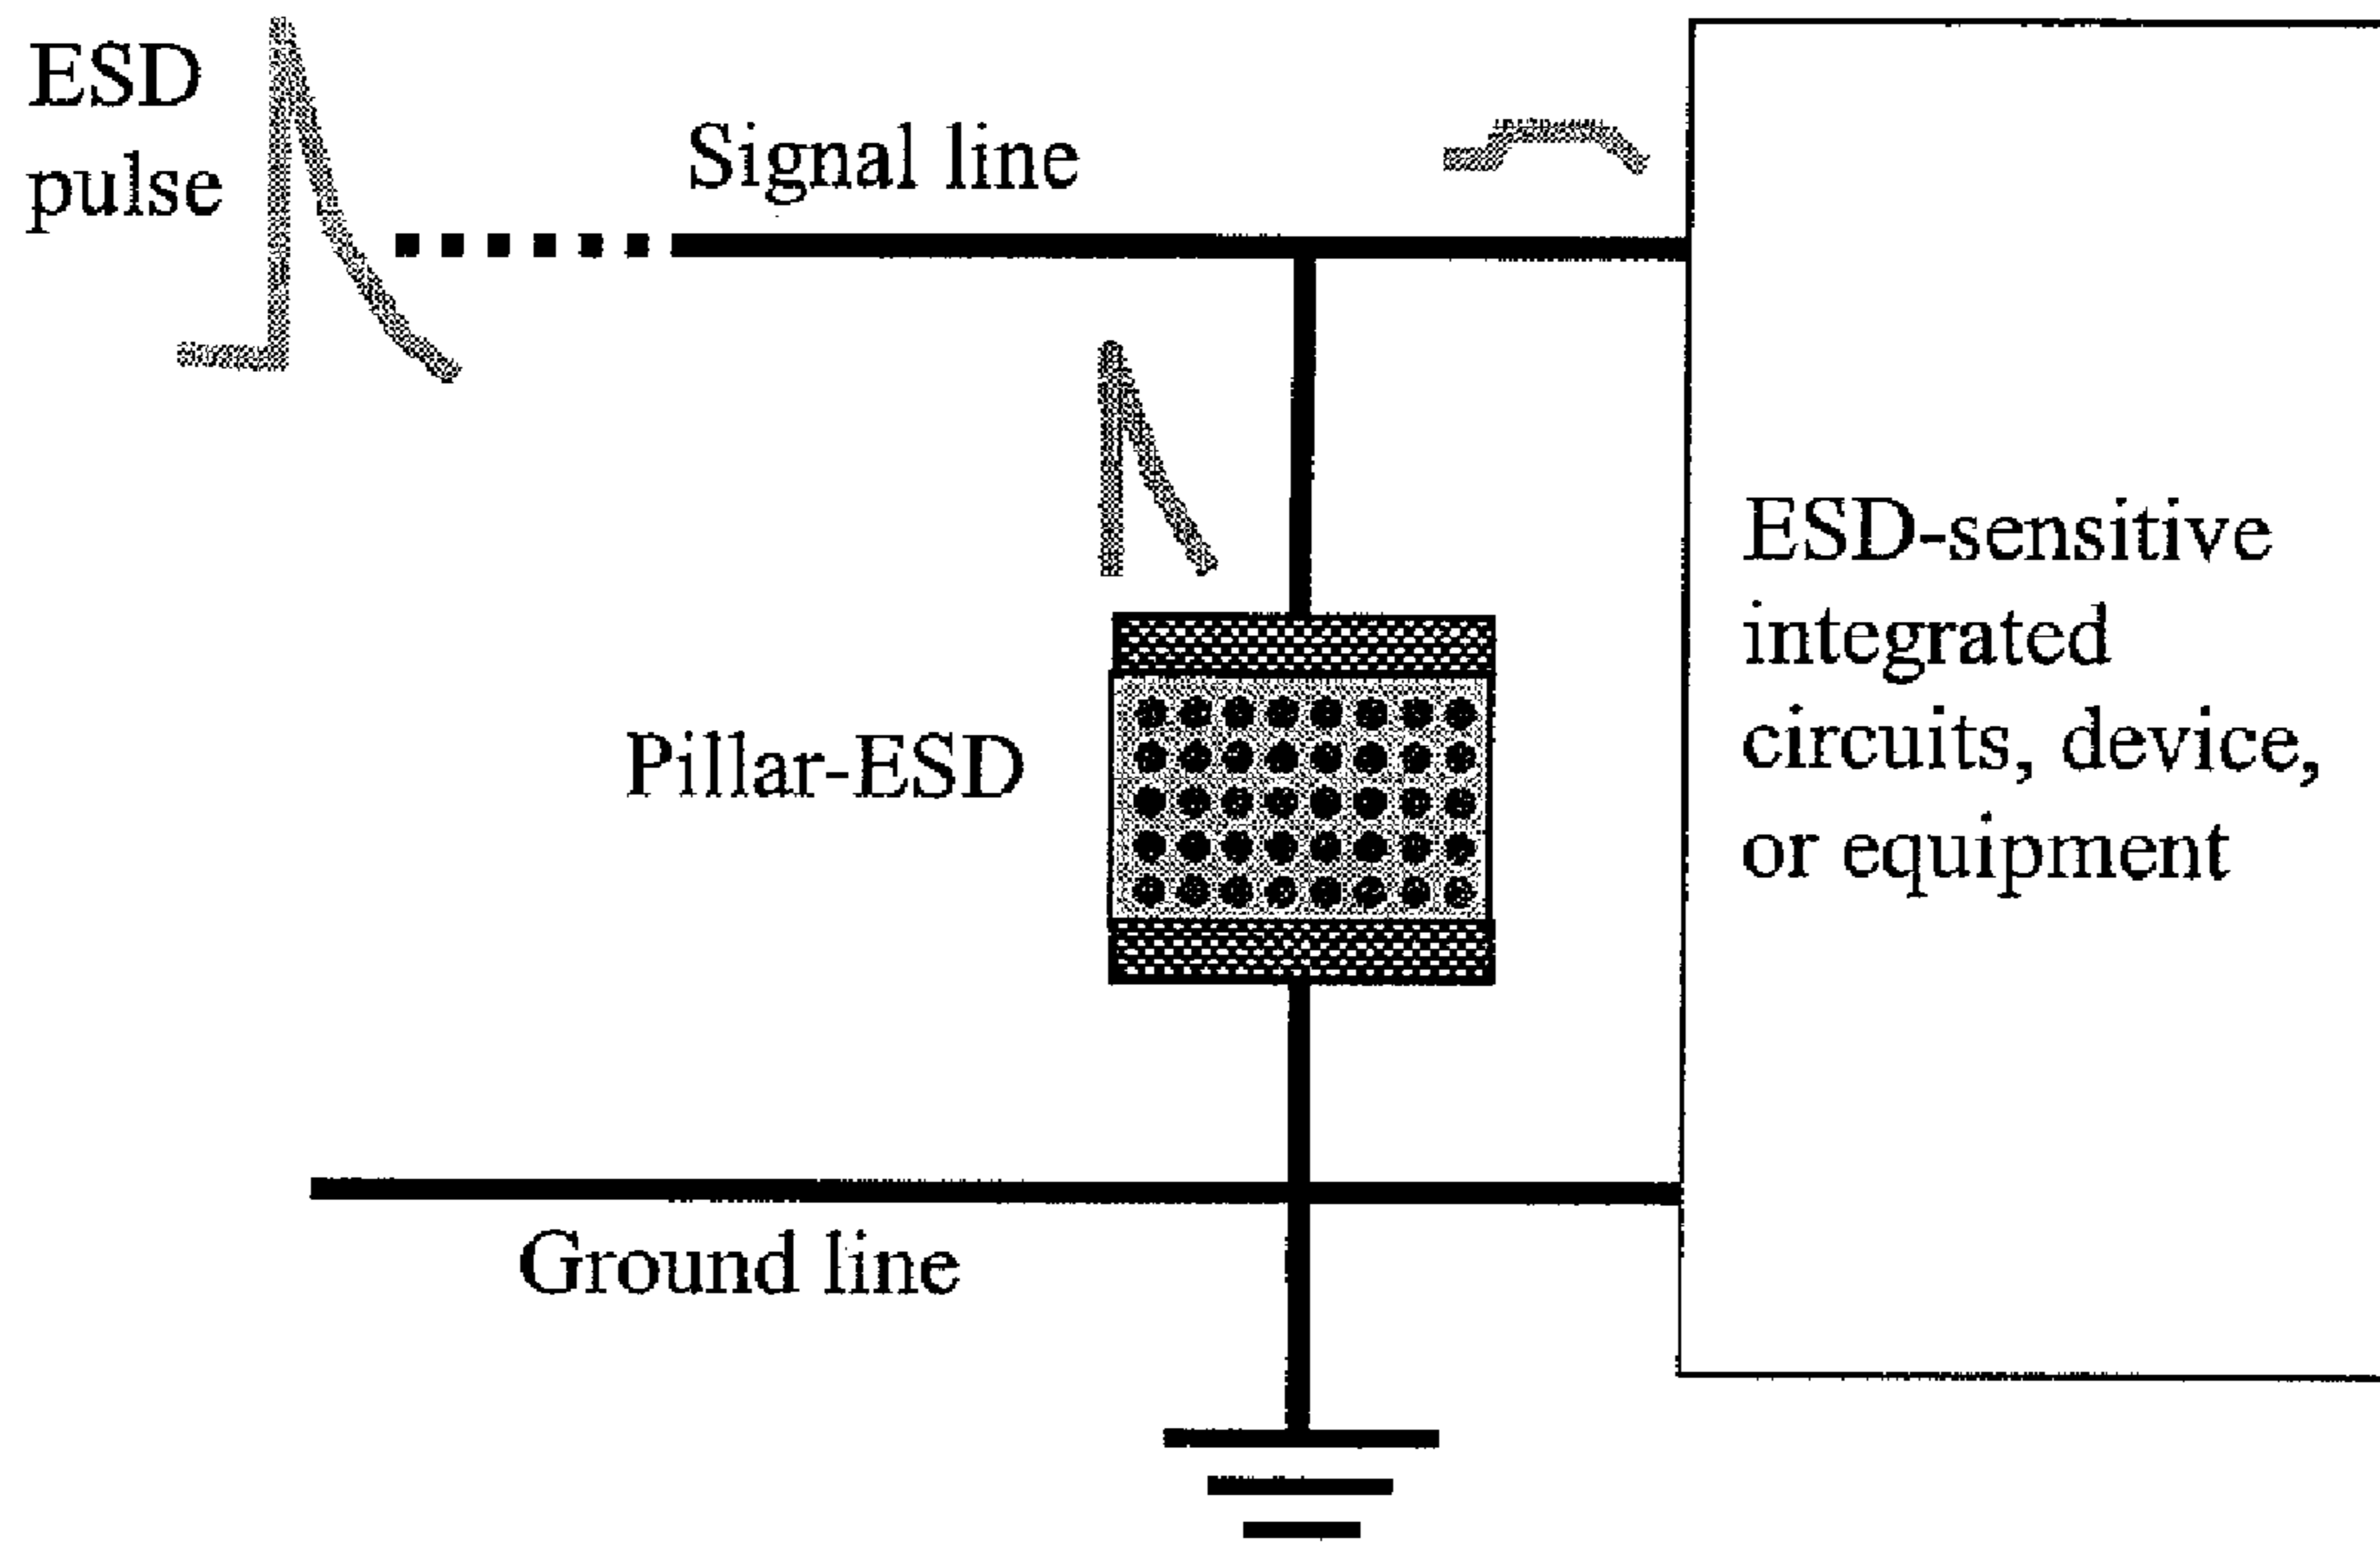 ESD
pulse
Signal line
Pillar-ESD
ESD-sensitive
integrated
circuits, device,
or equipment
Ground line